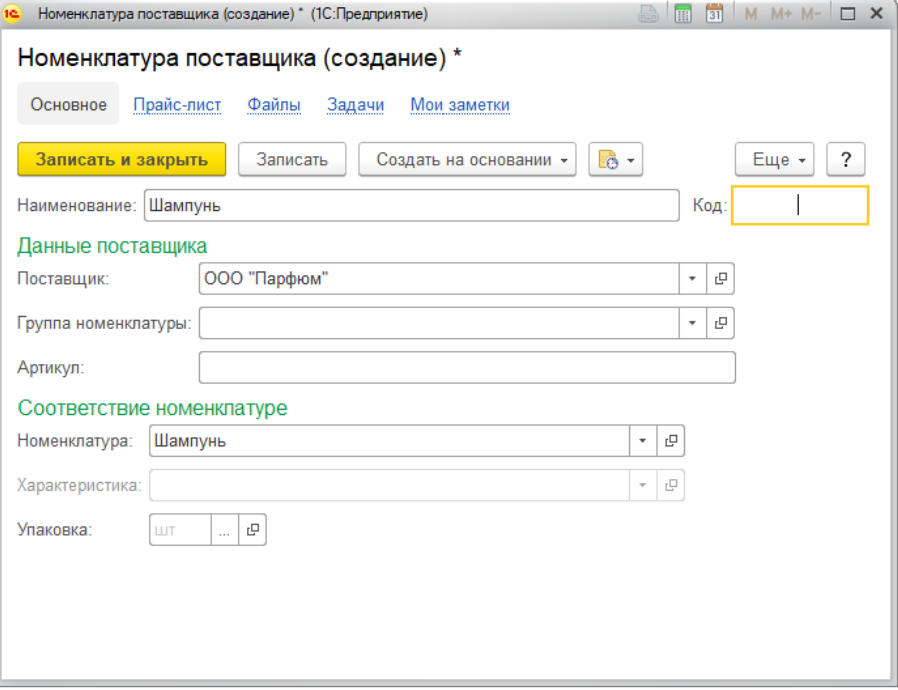 Номенклатура поставщика (создание) * (1С:Предприятие) 31 M M+ M-
Номенклатура поставщика (создание) *
Основное Прайс-лист Файлы Задачи Мои заметки
Записать и закрыть Записать Создать на основании Еще ?
Наименование: Шампунь Код:
Данные поставщика
Поставщик: ООО "Парфюм"
Группа номенклатуры:
Артикул:
Соответствие номенклатуре
Номенклатура: Шампунь
Характеристика:
Упаковка: шт ...